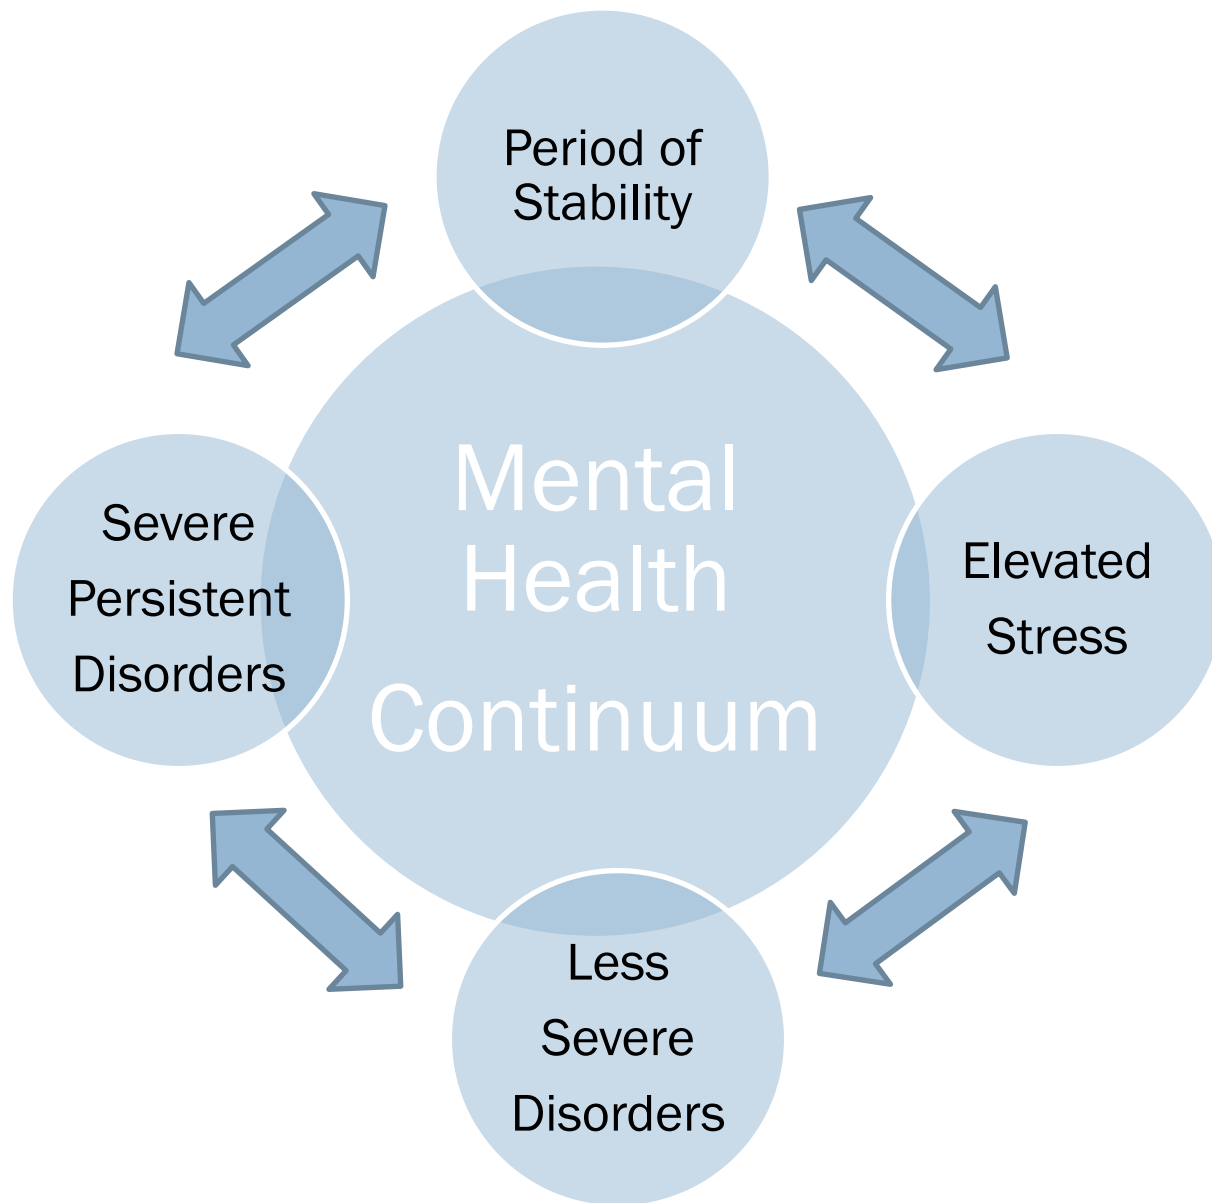 Period of
Stability
Mental
Health
Continuum
Severe
Persistent
Disorders
Elevated
Stress
Less
Severe
Disorders